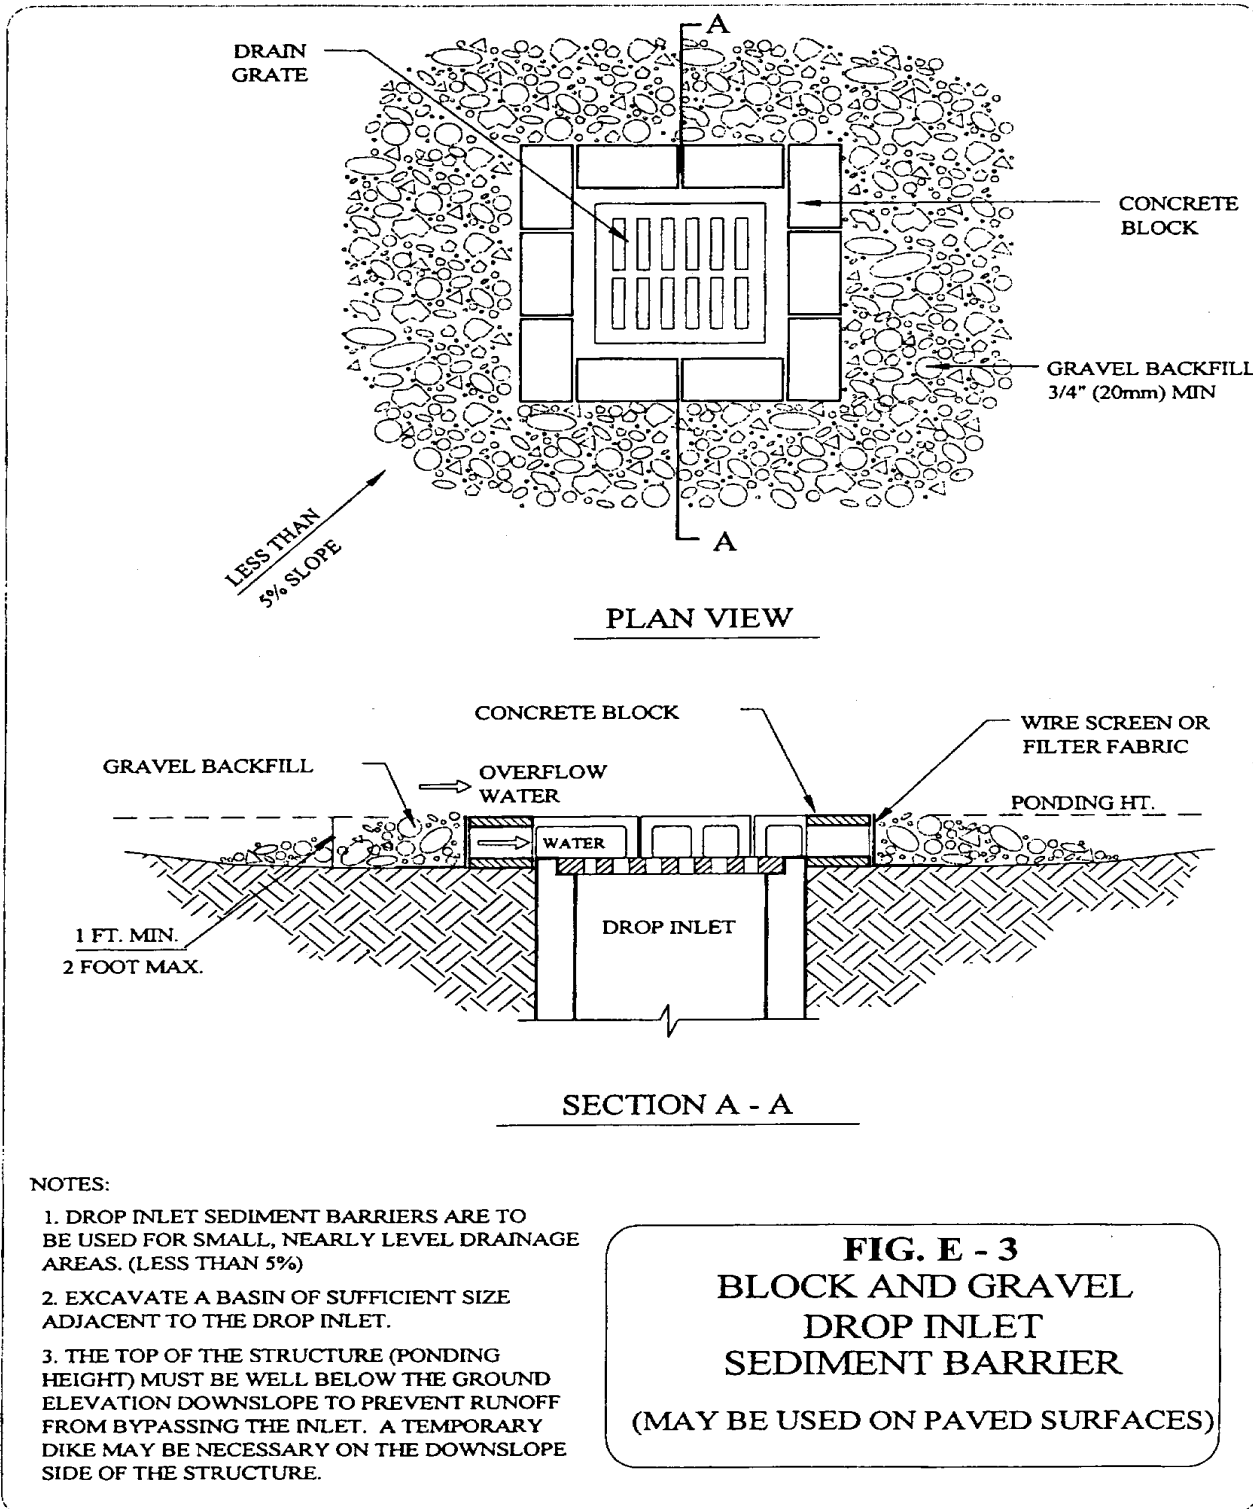 A
DRAIN
GRATE
CONCRETE
BLOCK
GRAVEL BACKFILL
3/4" (20mm) MIN
LESS THAN
5% SLOPE
A
PLAN VIEW
CONCRETE BLOCK
WIRE SCREEN OR
FILTER FABRIC
GRAVEL BACKFILL
OVERFLOW
WATER
PONDING HT.
WATER
DROP INLET
1 FT. MIN.
2 FOOT MAX.
SECTION A - A
NOTES:
1. DROP INLET SEDIMENT BARRIERS ARE TO
BE USED FOR SMALL, NEARLY LEVEL DRAINAGE
AREAS. (LESS THAN 5%)
2. EXCAVATE A BASIN OF SUFFICIENT SIZE
ADJACENT TO THE DROP INLET.
3. THE TOP OF THE STRUCTURE (PONDING
HEIGHT) MUST BE WELL BELOW THE GROUND
ELEVATION DOWNSLOPE TO PREVENT RUNOFF
FROM BYPASSING THE INLET. A TEMPORARY
DIKE MAY BE NECESSARY ON THE DOWNSLOPE
SIDE OF THE STRUCTURE.
FIG. E - 3
BLOCK AND GRAVEL
DROP INLET
SEDIMENT BARRIER
(MAY BE USED ON PAVED SURFACES)